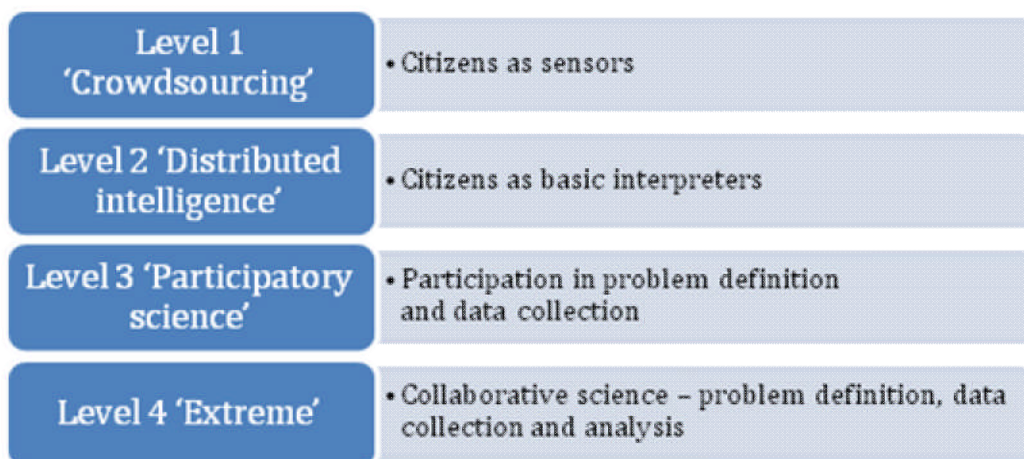 Level 1
‘Crowdsourcing’
• Citizens as sensors
Level 2 ‘Distributed
intelligence’
• Citizens as basic interpreters
Level 3 ‘Participatory
science’
• Participation in problem definition
and data collection
Level 4 ‘Extreme’
• Collaborative science – problem definition, data
collection and analysis